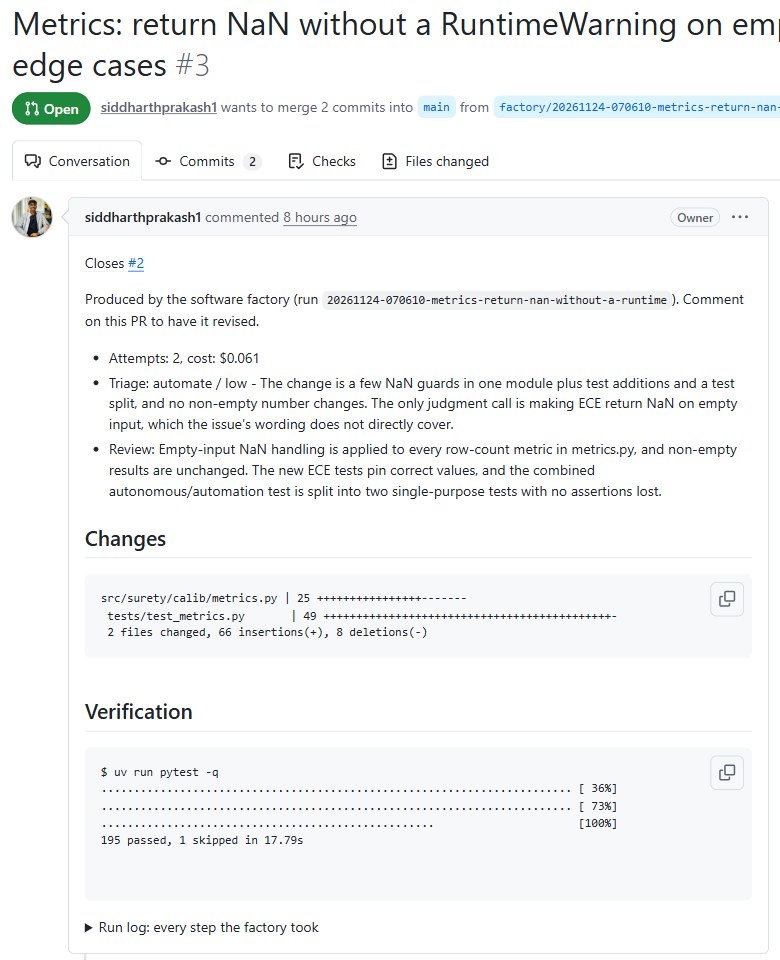 Metrics: return NaN without a RuntimeWarning on emp
edge cases #3
Open
siddharthprakash1 wants to merge 2 commits into main from factory/20261124-070610-metrics-return-nan-
Conversation
Commits 2
Checks
Files changed
siddharthprakash1 commented 8 hours ago
Owner
Closes #2
Produced by the software factory (run 20261124-070610-metrics-return-nan-without-a-runtime ). Comment
on this PR to have it revised.
• Attempts: 2, cost: $0.061
• Triage: automate / low - The change is a few NaN guards in one module plus test additions and a test
split, and no non-empty number changes. The only judgment call is making ECE return NaN on empty
input, which the issue's wording does not directly cover.
• Review: Empty-input NaN handling is applied to every row-count metric in metrics.py, and non-empty
results are unchanged. The new ECE tests pin correct values, and the combined
autonomous/automation test is split into two single-purpose tests with no assertions lost.
Changes
src/surety/calib/metrics.py | 25 ++++++++++++++++-------
tests/test_metrics.py | 49 ++++++++++++++++++++++++++++++++++++++++++++-
2 files changed, 66 insertions(+), 8 deletions(-)
Verification
$ uv run pytest -q
........................................................................ [ 36%]
........................................................................ [ 73%]
.................................................... [100%]
195 passed, 1 skipped in 17.79s
Run log: every step the factory took